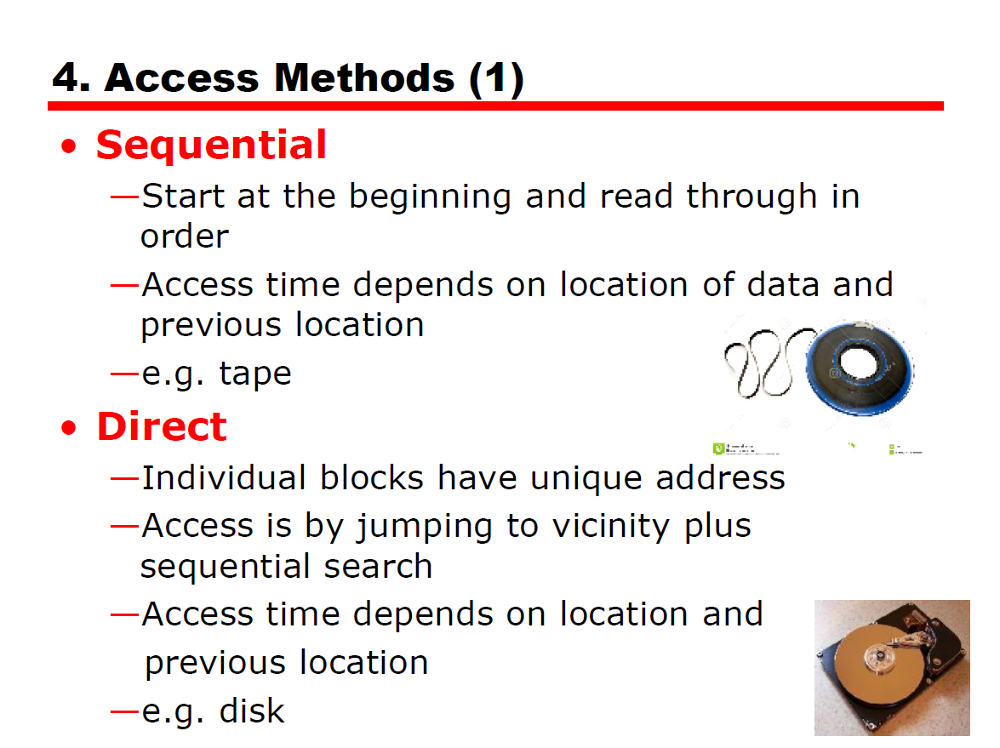 4. Access Methods (1)
• Sequential
—Start at the beginning and read through in
order
—Access time depends on location of data and
previous location
—e.g. tape
• Direct
—Individual blocks have unique address
—Access is by jumping to vicinity plus
sequential search
—Access time depends on location and
previous location
—e.g. disk